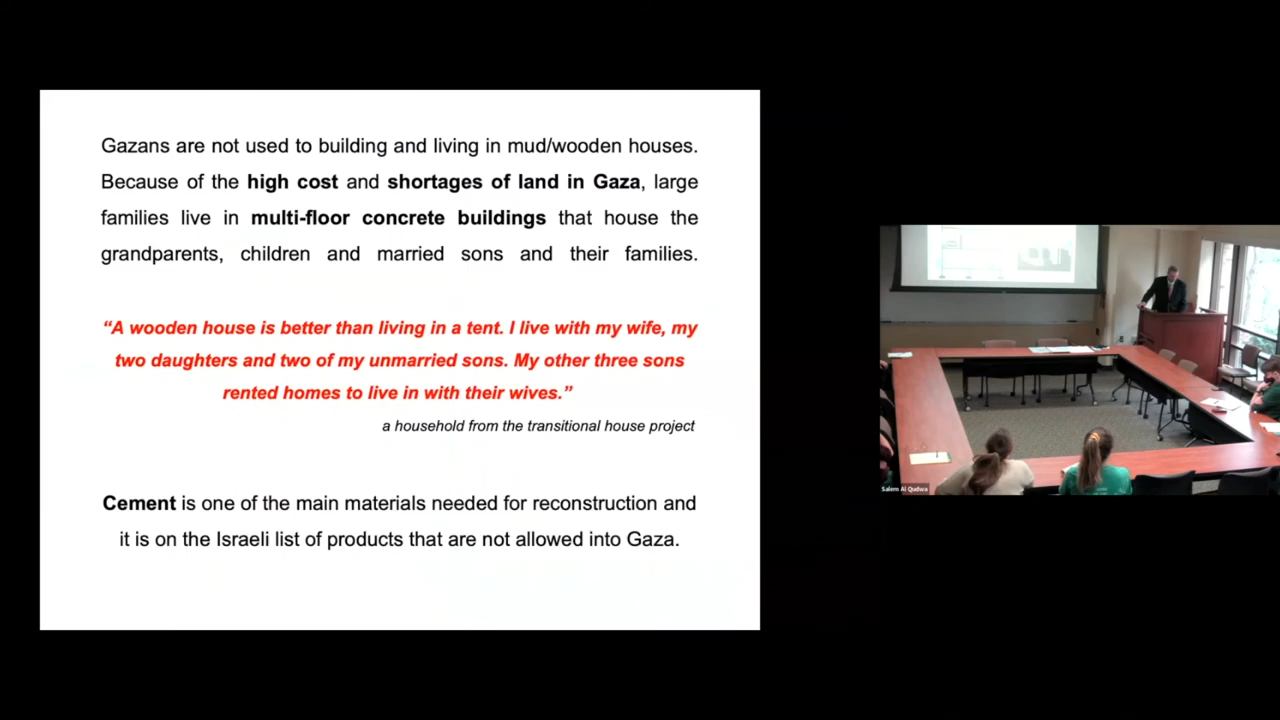 Gazans are not used to building and living in mud/wooden houses.
Because of the high cost and shortages of land in Gaza, large
families live in multi-floor concrete buildings that house the
grandparents, children and married sons and their families.
“A wooden house is better than living in a tent. I live with my wife, my
two daughters and two of my unmarried sons. My other three sons
rented homes to live in with their wives.”
a household from the transitional house project
Cement is one of the main materials needed for reconstruction and
it is on the Israeli list of products that are not allowed into Gaza.
Salem Al Qudwa